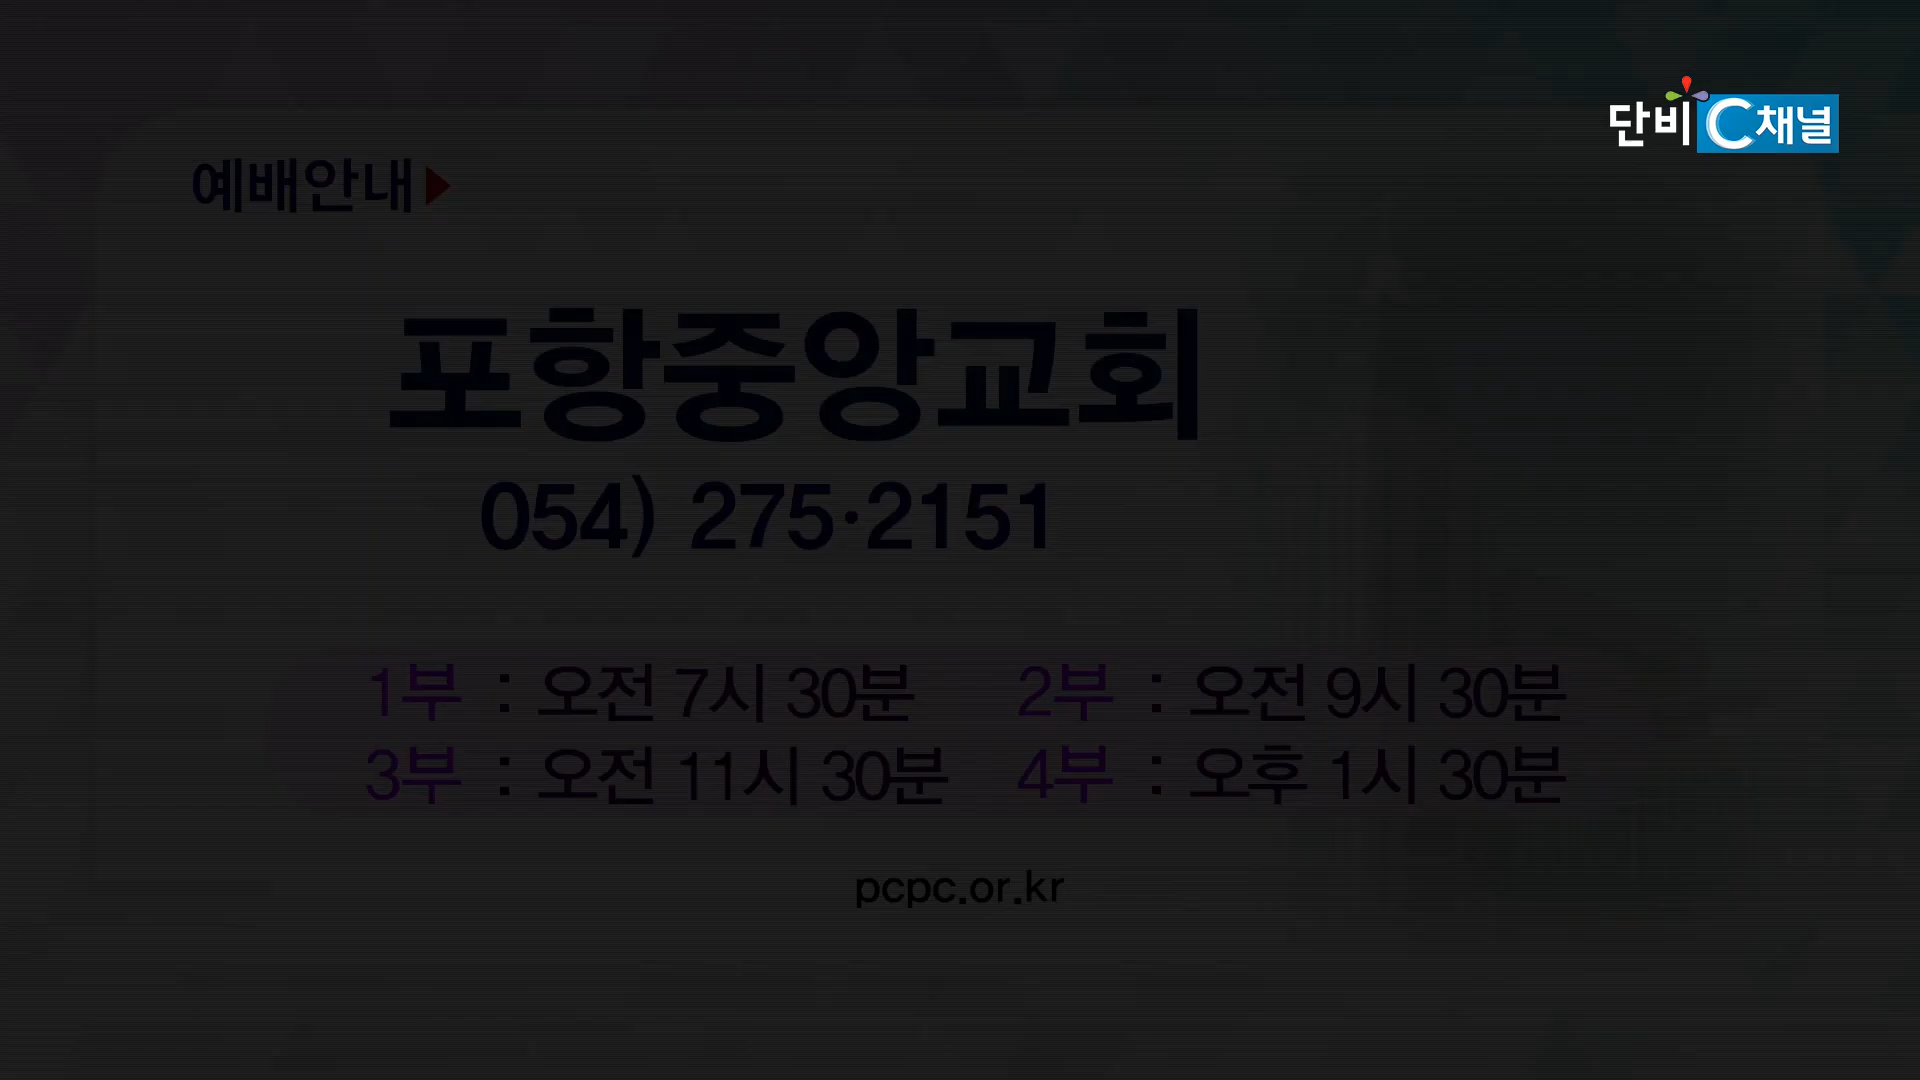 단비 C채널
예배안내▶
포항중앙교회
054) 275·2151
1부 : 오전 7시 30분 2부 : 오전 9시 30분
3부 : 오전 11시 30분 4부 : 오후 1시 30분
pcpc.or.kr